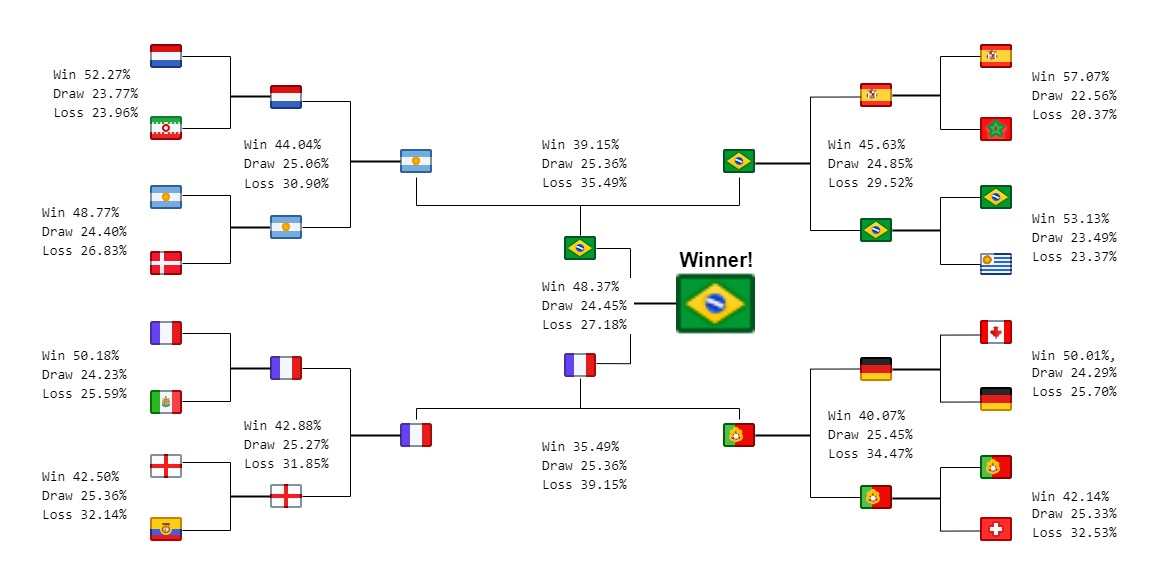 Win 52.27%
Draw 23.77%
Loss 23.96%
Win 44.04%
Draw 25.06%
Loss 30.90%
Win 48.77%
Draw 24.40%
Loss 26.83%
Win 39.15%
Draw 25.36%
Loss 35.49%
Win 45.63%
Draw 24.85%
Loss 29.52%
Win 57.07%
Draw 22.56%
Loss 20.37%
Win 53.13%
Draw 23.49%
Loss 23.37%
Winner!
Win 48.37%
Draw 24.45%
Loss 27.18%
Win 50.18%
Draw 24.23%
Loss 25.59%
Win 42.88%
Draw 25.27%
Loss 31.85%
Win 42.50%
Draw 25.36%
Loss 32.14%
Win 35.49%
Draw 25.36%
Loss 39.15%
Win 40.07%
Draw 25.45%
Loss 34.47%
Win 50.01%,
Draw 24.29%
Loss 25.70%
Win 42.14%
Draw 25.33%
Loss 32.53%